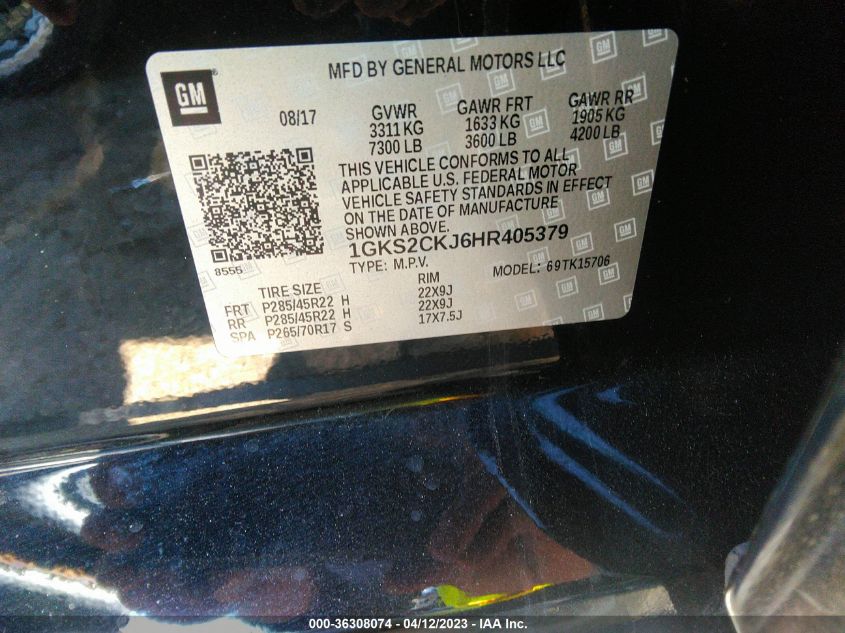 MFD BY GENERAL MOTORS LLC
GM
08/17 GVWR GAWR FRT GAWR RR
3311 KG 1633 KG 1905 KG
7300 LB 3600 LB 4200 LB
THIS VEHICLE CONFORMS TO ALL
APPLICABLE U.S. FEDERAL MOTOR
VEHICLE SAFETY STANDARDS IN EFFECT
ON THE DATE OF MANUFACTURE
SHOWN ABOVE.
1GKS2CKJ6HR405379
8555
TYPE: M.P.V. MODEL: 69TK15706
TIRE SIZE RIM
FRT P285/45R22 H 22X9J
RR P285/45R22 H 22X9J
SPA P265/70R17 S 17X7.5J
000-36308074 - 04/12/2023 - IAA Inc.